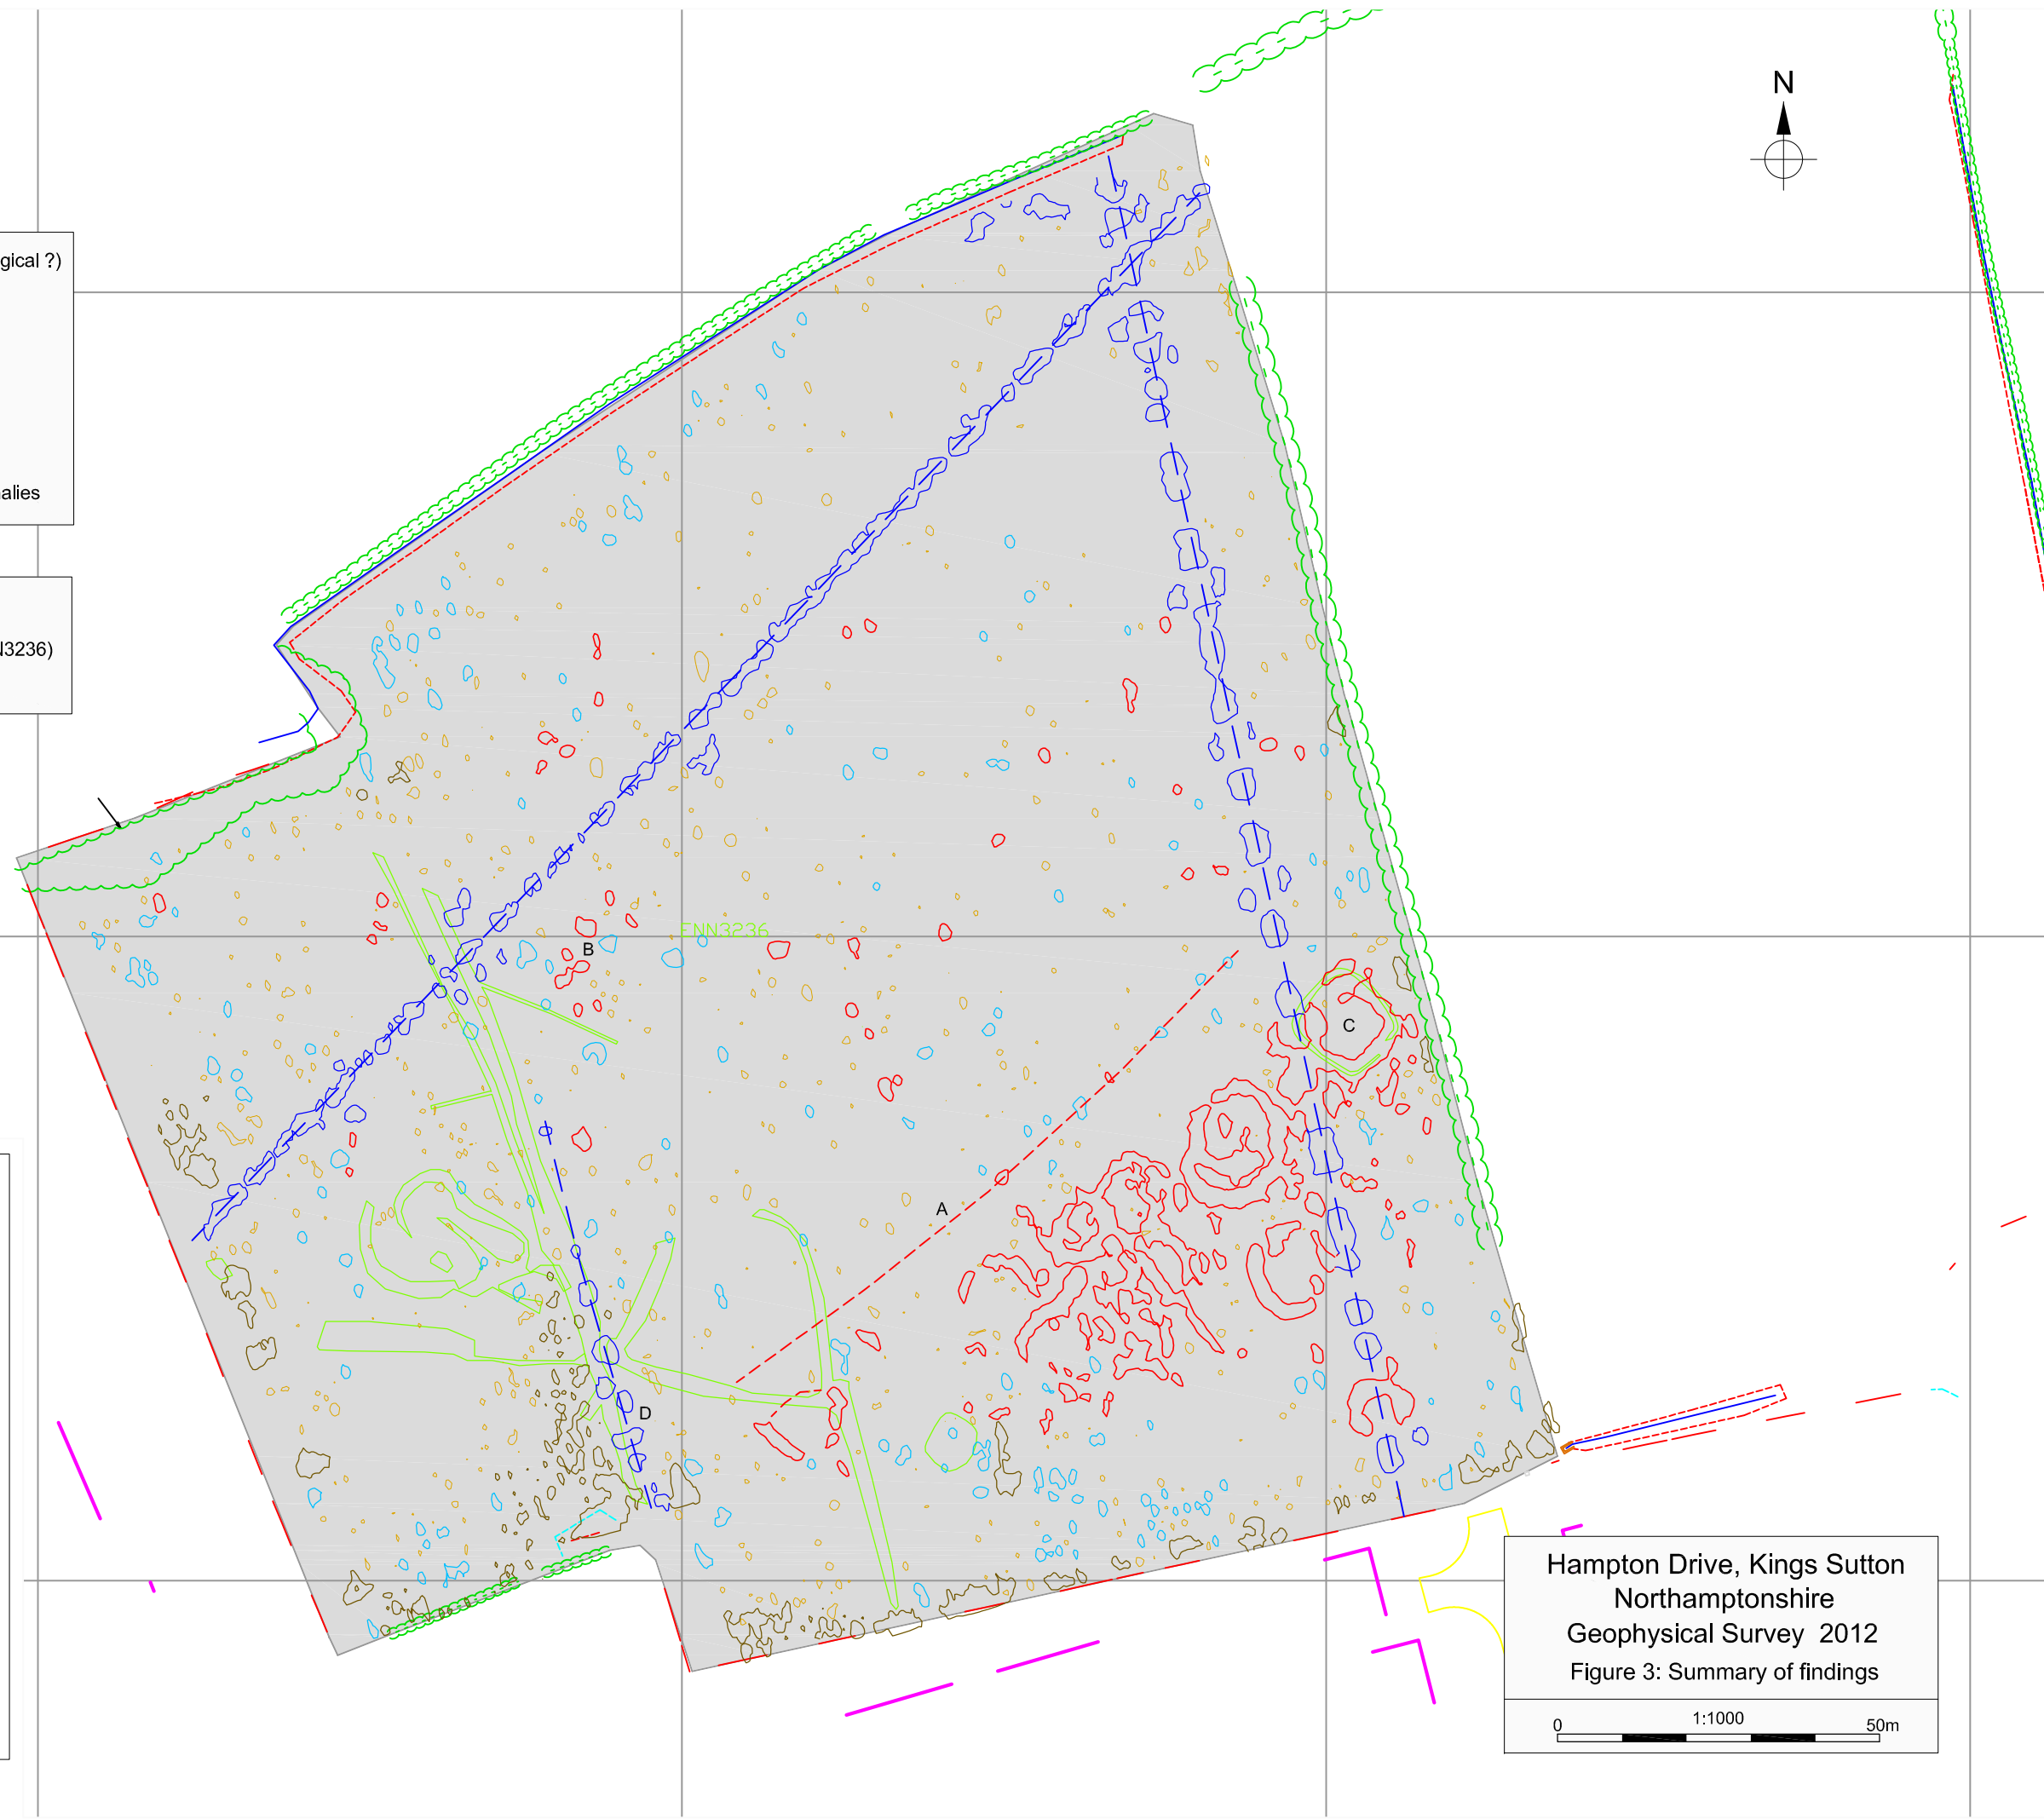 N
gical ?)
alies
N3236)
B
ENN3236
C
A
D
Hampton Drive, Kings Sutton
Northamptonshire
Geophysical Survey 2012
Figure 3: Summary of findings
1:1000
0 50m